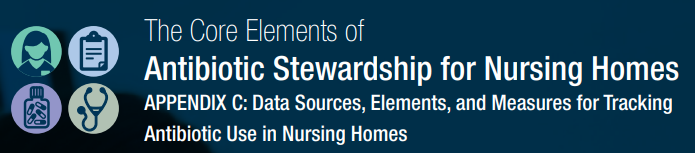 The Core Elements of
Antibiotic Stewardship for Nursing Homes
APPENDIX C: Data Sources, Elements, and Measures for Tracking
Antibiotic Use in Nursing Homes